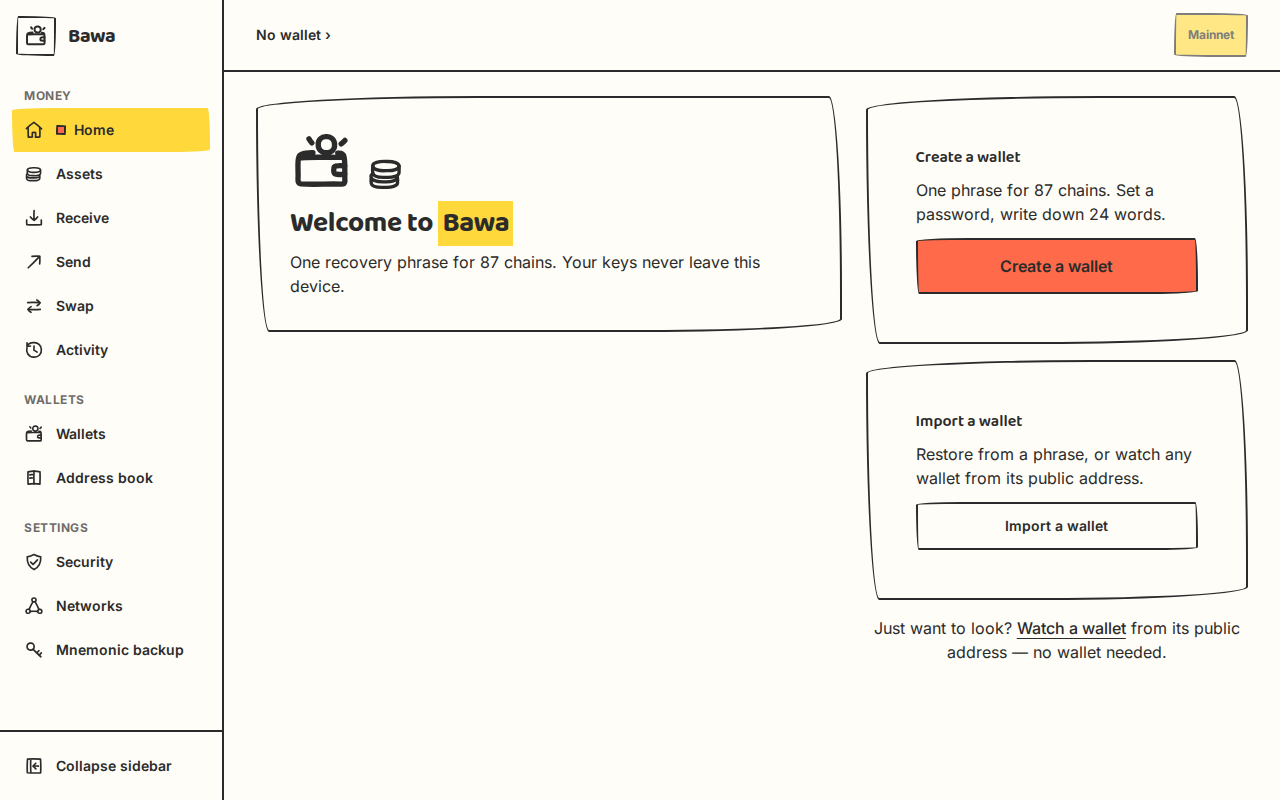 Bawa
MONEY
Home
Assets
Receive
Send
Swap
Activity
WALLETS
Wallets
Address book
SETTINGS
Security
Networks
Mnemonic backup
Collapse sidebar
No wallet ›
Mainnet
Welcome to Bawa
One recovery phrase for 87 chains. Your keys never leave this
device.
Create a wallet
One phrase for 87 chains. Set a
password, write down 24 words.
Create a wallet
Import a wallet
Restore from a phrase, or watch any
wallet from its public address.
Import a wallet
Just want to look? Watch a wallet from its public
address — no wallet needed.